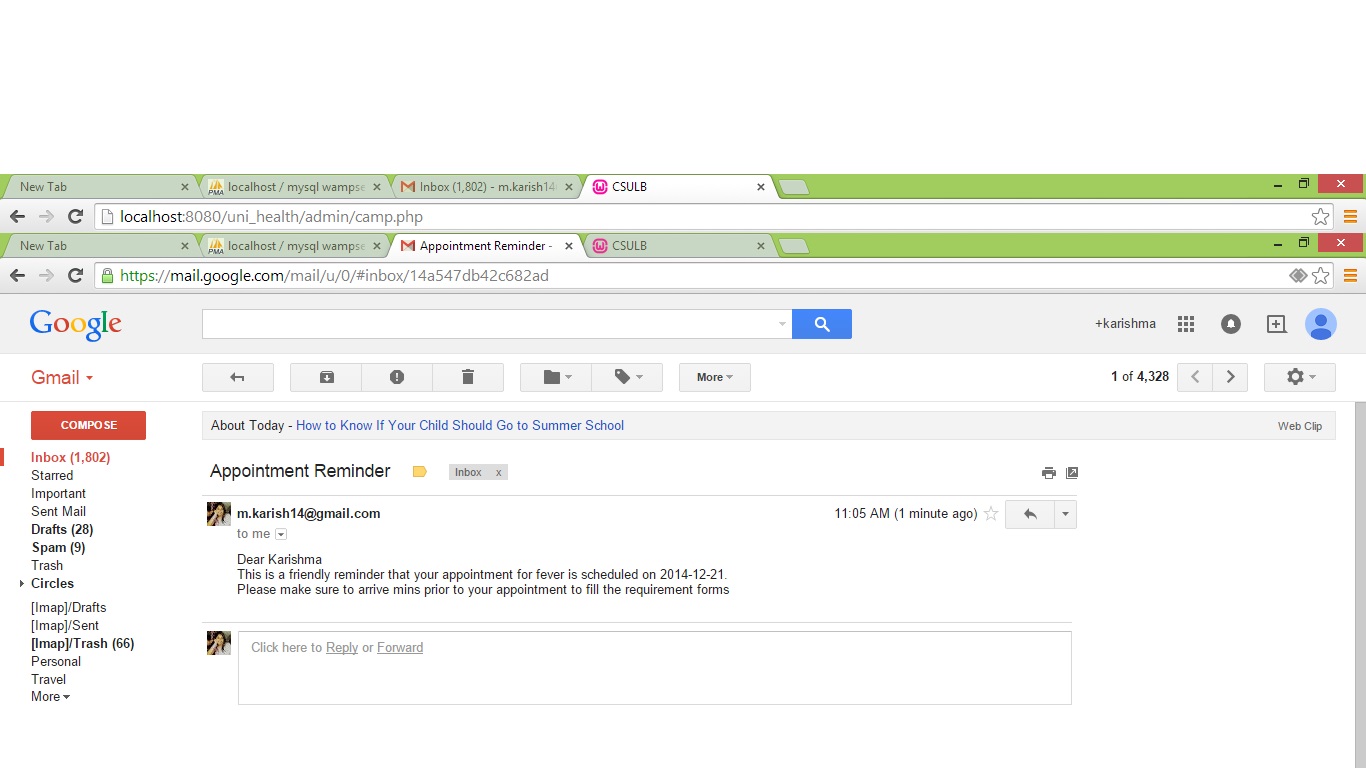 New Tab
localhost / mysql wampse
Inbox (1,802) - m.karish14
CSULB
localhost:8080/uni_health/admin/camp.php
New Tab
localhost / mysql wampse
Appointment Reminder -
CSULB
https://mail.google.com/mail/u/0/#inbox/14a547db42c682ad
Google
+karishma
Gmail
More
1 of 4,328
COMPOSE
About Today - How to Know If Your Child Should Go to Summer School
Web Clip
Inbox (1,802)
Starred
Important
Sent Mail
Drafts (28)
Spam (9)
Trash
Circles
[Imap]/Drafts
[Imap]/Sent
[Imap]/Trash (66)
Personal
Travel
More
Appointment Reminder
Inbox x
m.karish14@gmail.com
11:05 AM (1 minute ago)
to me
Dear Karishma
This is a friendly reminder that your appointment for fever is scheduled on 2014-12-21.
Please make sure to arrive mins prior to your appointment to fill the requirement forms
Click here to Reply or Forward